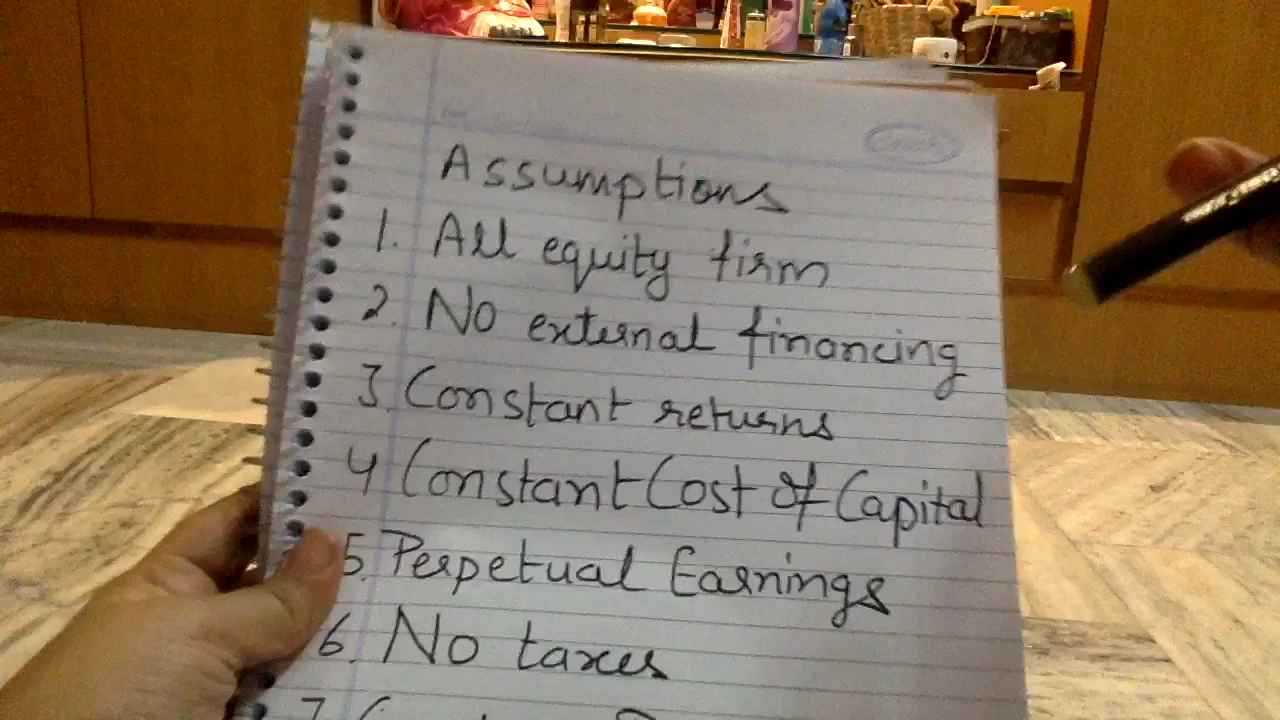 Assumptions
1. All equity firm
2. No external financing
3. Constant returns
4 Constant Cost of Capital
5. Perpetual Earnings
6. No taxes
7.